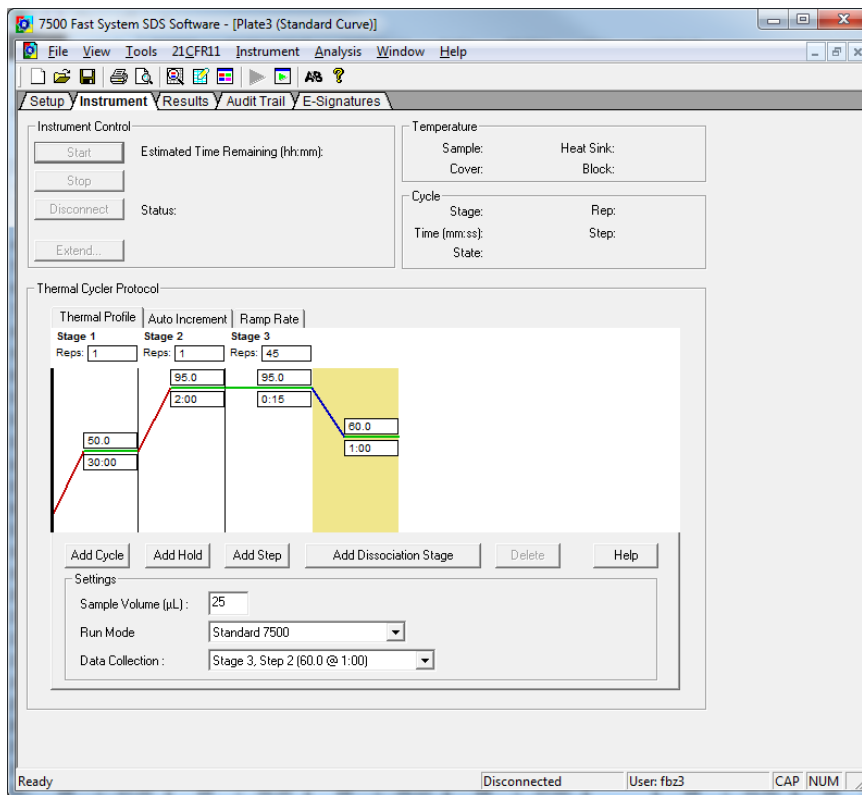 7500 Fast System SDS Software - [Plate3 (Standard Curve)]
File View Tools 21CFR11 Instrument Analysis Window Help
Setup Instrument Results Audit Trail E-Signatures
Instrument Control
Start Estimated Time Remaining (hh:mm):
Stop
Disconnect Status:
Extend...
Temperature
Sample: Heat Sink:
Cover: Block:
Cycle
Stage: Rep:
Time (mm:ss): Step:
State:
Thermal Cycler Protocol
Thermal Profile Auto Increment Ramp Rate
Stage 1 Stage 2 Stage 3
Reps: 1 Reps: 1 Reps: 45
95.0 95.0
2:00 0:15
60.0
1:00
50.0
30:00
Add Cycle Add Hold Add Step Add Dissociation Stage Delete Help
Settings
Sample Volume (µL) : 25
Run Mode Standard 7500
Data Collection : Stage 3, Step 2 (60.0 @ 1:00)
Ready Disconnected User: fbz3 CAP NUM